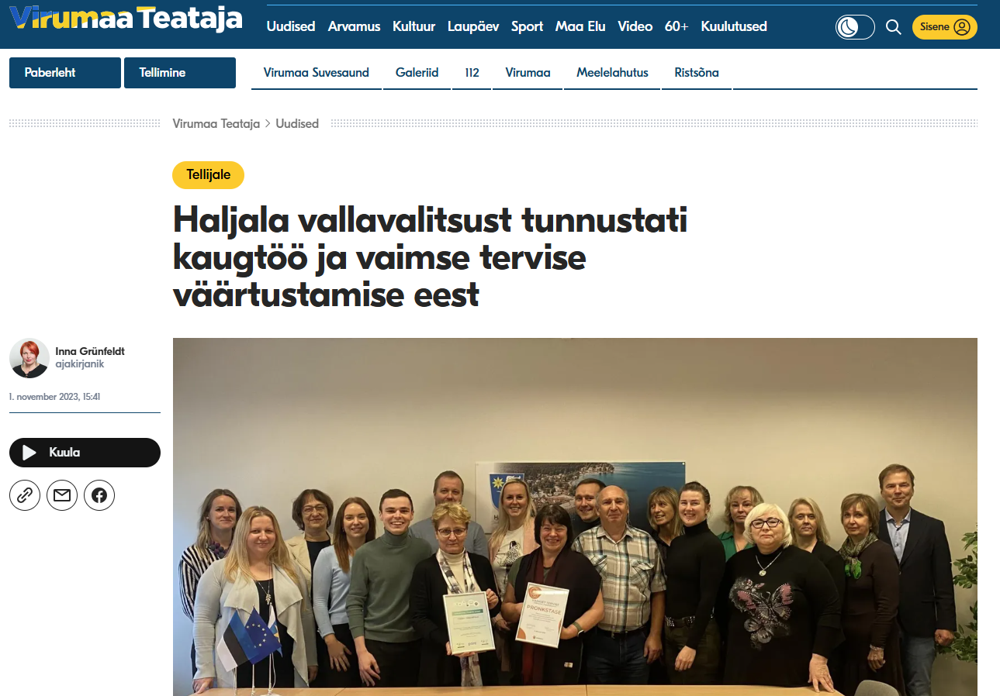 Virumaa Teataja
Uudised Arvamus Kultuur Laupäev Sport Maa Elu Video 60+ Kuulutused
Sisene
Paberleht Tellimine
Virumaa Suvesaund Galeriid 112 Virumaa Meelelahutus Ristsõna
Virumaa Teataja > Uudised
Tellijale
Haljala vallavalitsust tunnustati
kaugtöö ja vaimse tervise
väärtustamise eest
Inna Grünfeldt
ajakirjanik
1. november 2023, 15:41
Kuula
PRONKSTASE